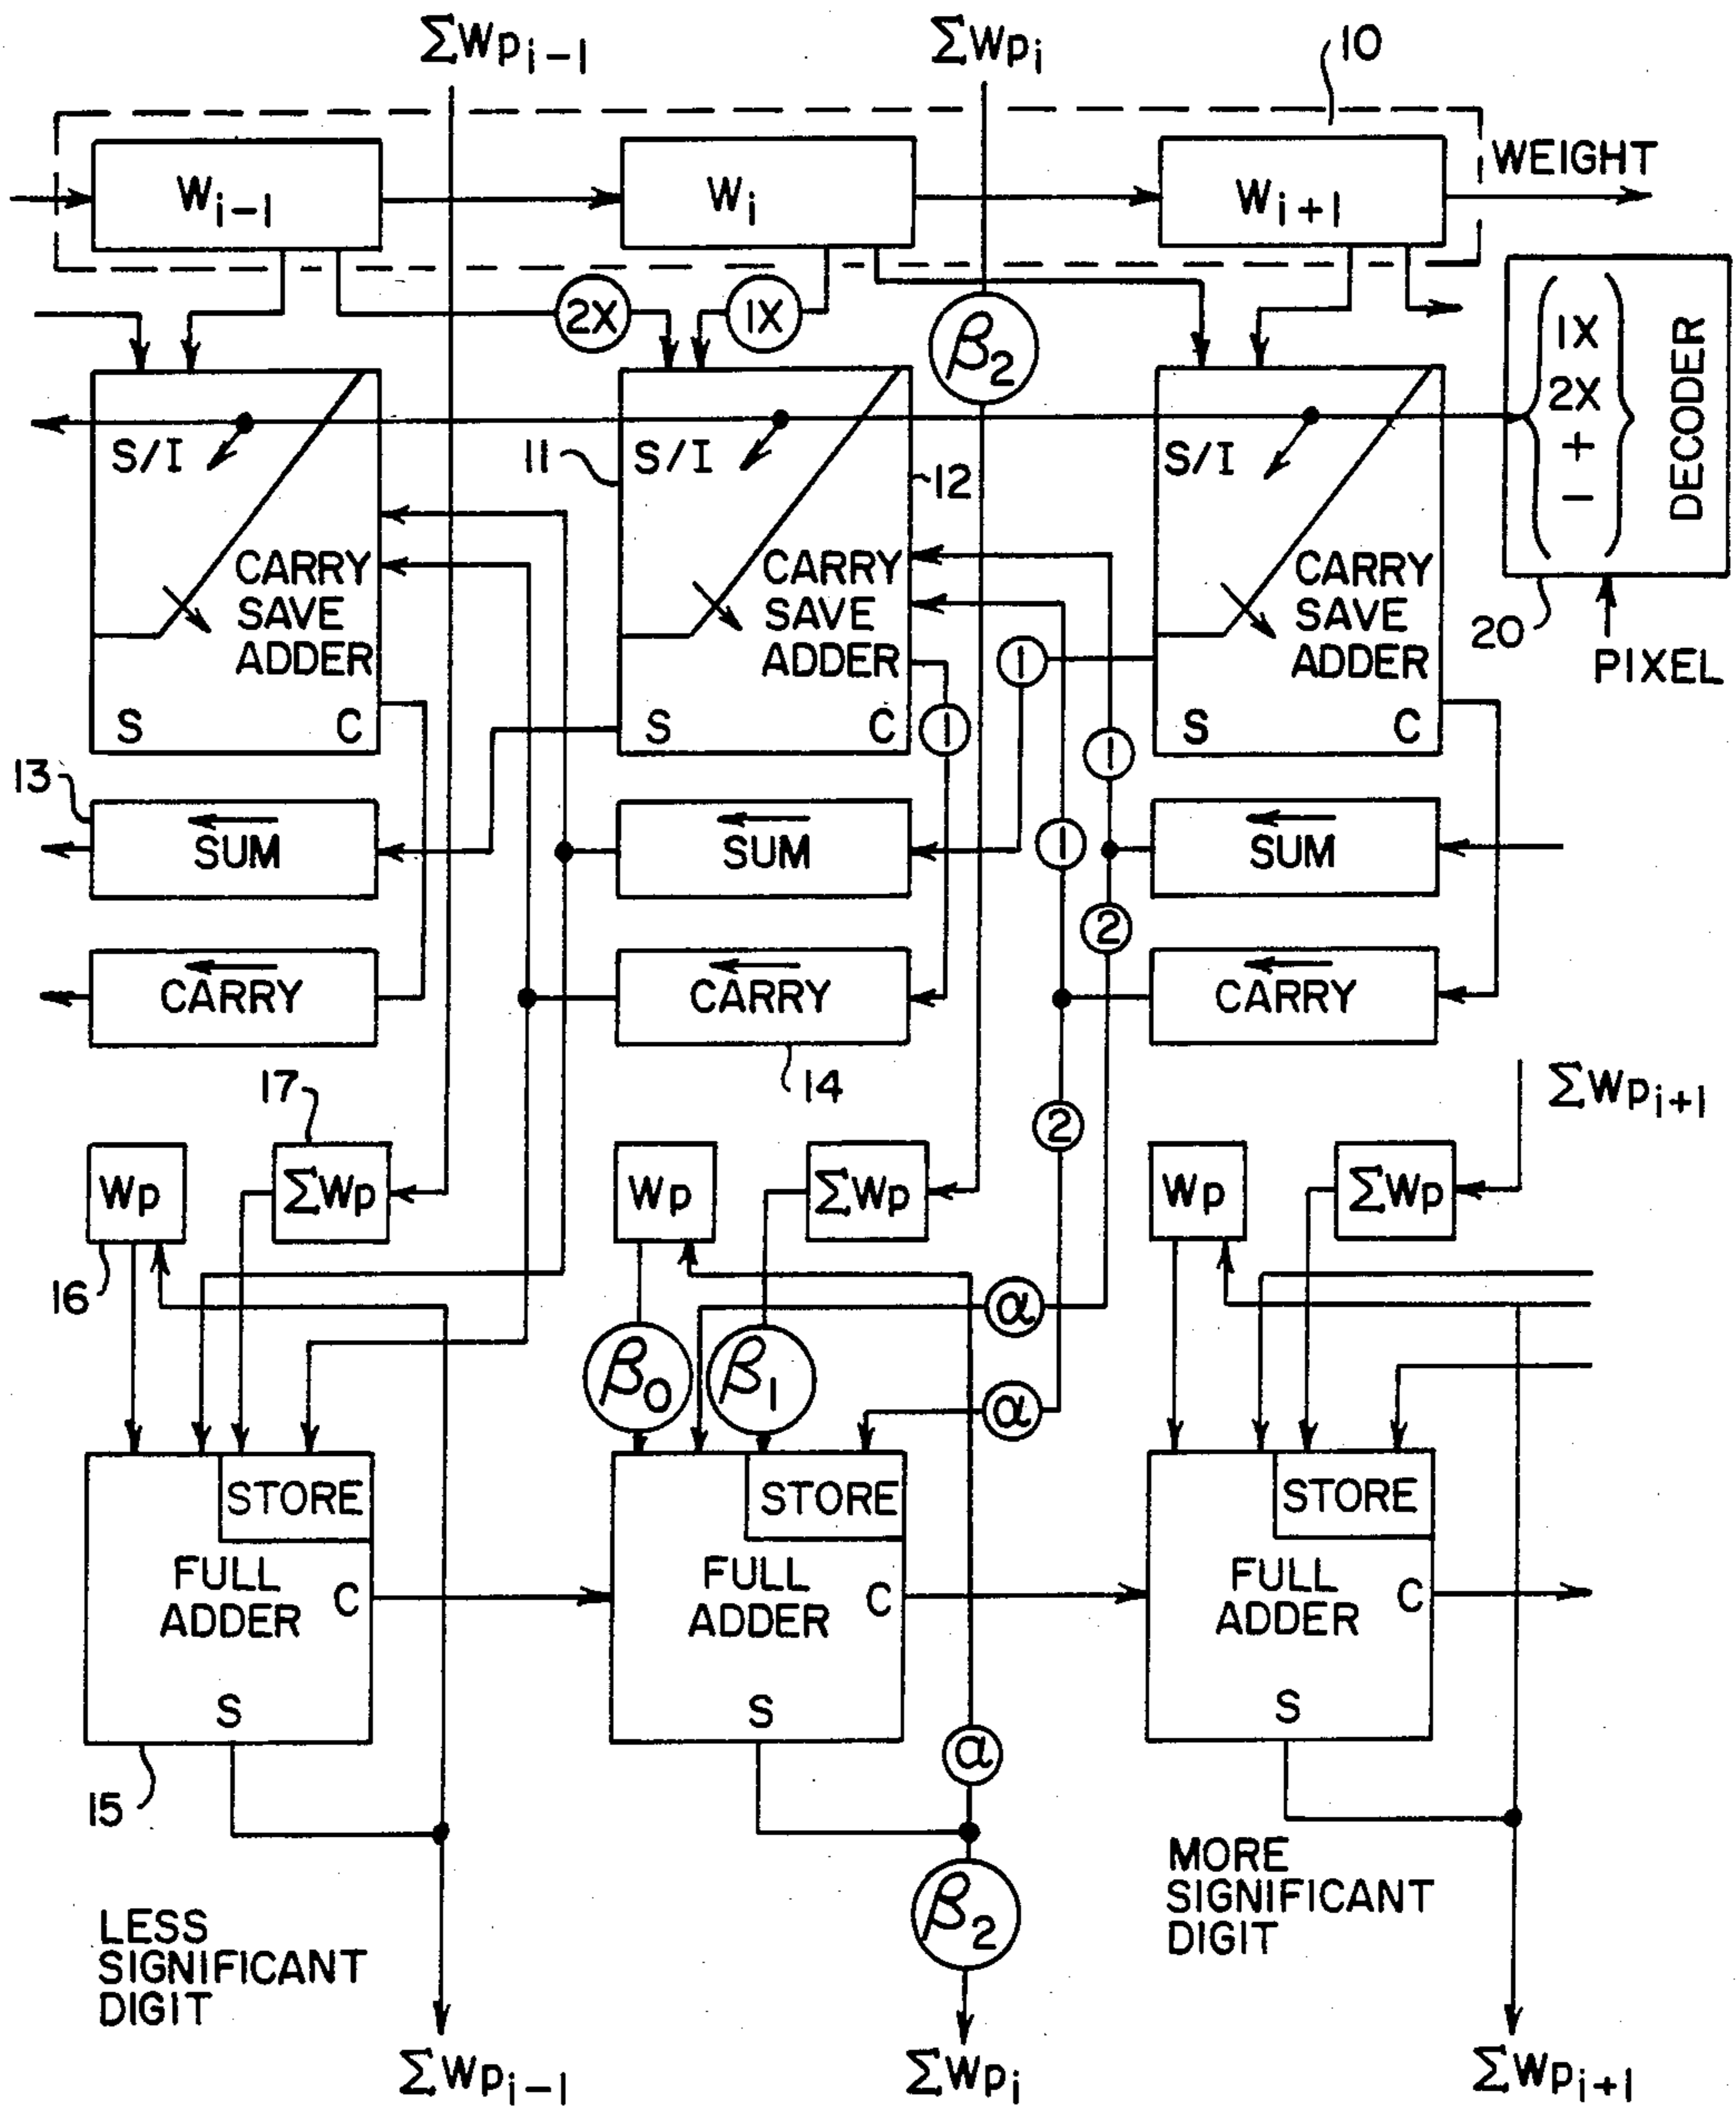 ΣWp i-1
ΣWp i
10
W i-1
W i
W i+1
WEIGHT
2X
1X
β2
1X
2X
+
−
DECODER
S/I
11
S/I
12
S/I
CARRY
SAVE
ADDER
CARRY
SAVE
ADDER
CARRY
SAVE
ADDER
20
PIXEL
1
S
C
S
C
1
1
S
C
13
SUM
SUM
1
SUM
2
CARRY
CARRY
CARRY
14
17
2
ΣWp i+1
Wp
ΣWp
Wp
ΣWp
Wp
ΣWp
16
α
β0
β1
α
STORE
STORE
STORE
FULL
ADDER
C
FULL
ADDER
C
FULL
ADDER
C
S
S
S
α
15
β2
LESS
SIGNIFICANT
DIGIT
MORE
SIGNIFICANT
DIGIT
ΣWp i-1
ΣWp i
ΣWp i+1